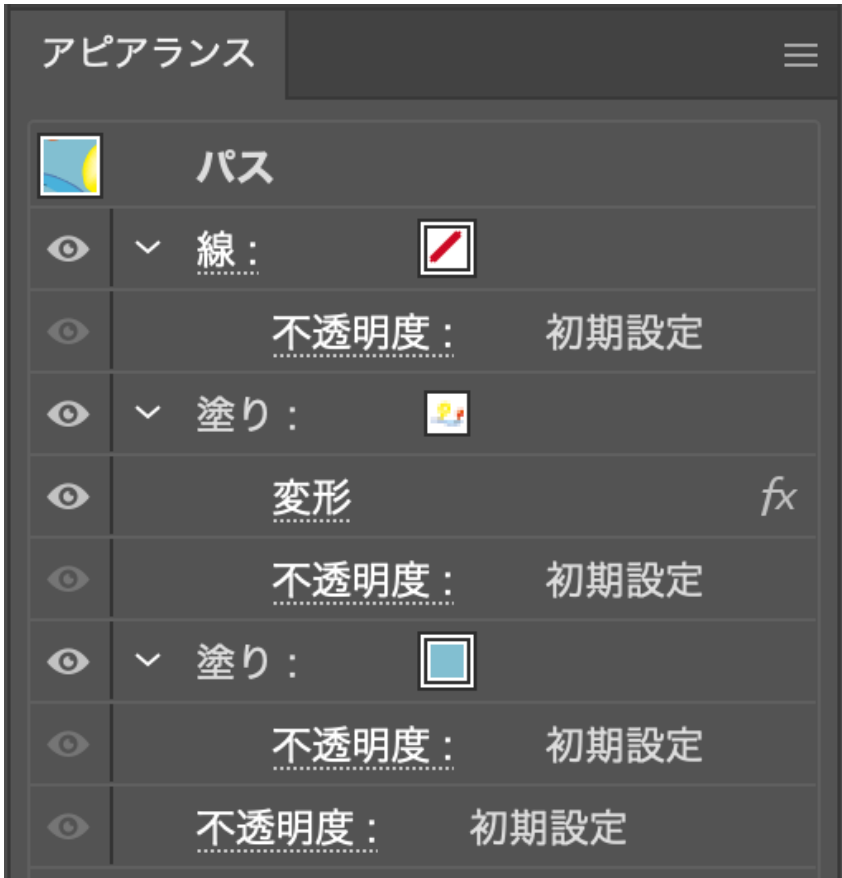 アピアランス
パス
線：
不透明度： 初期設定
塗り：
変形 fx
不透明度： 初期設定
塗り：
不透明度： 初期設定
不透明度： 初期設定